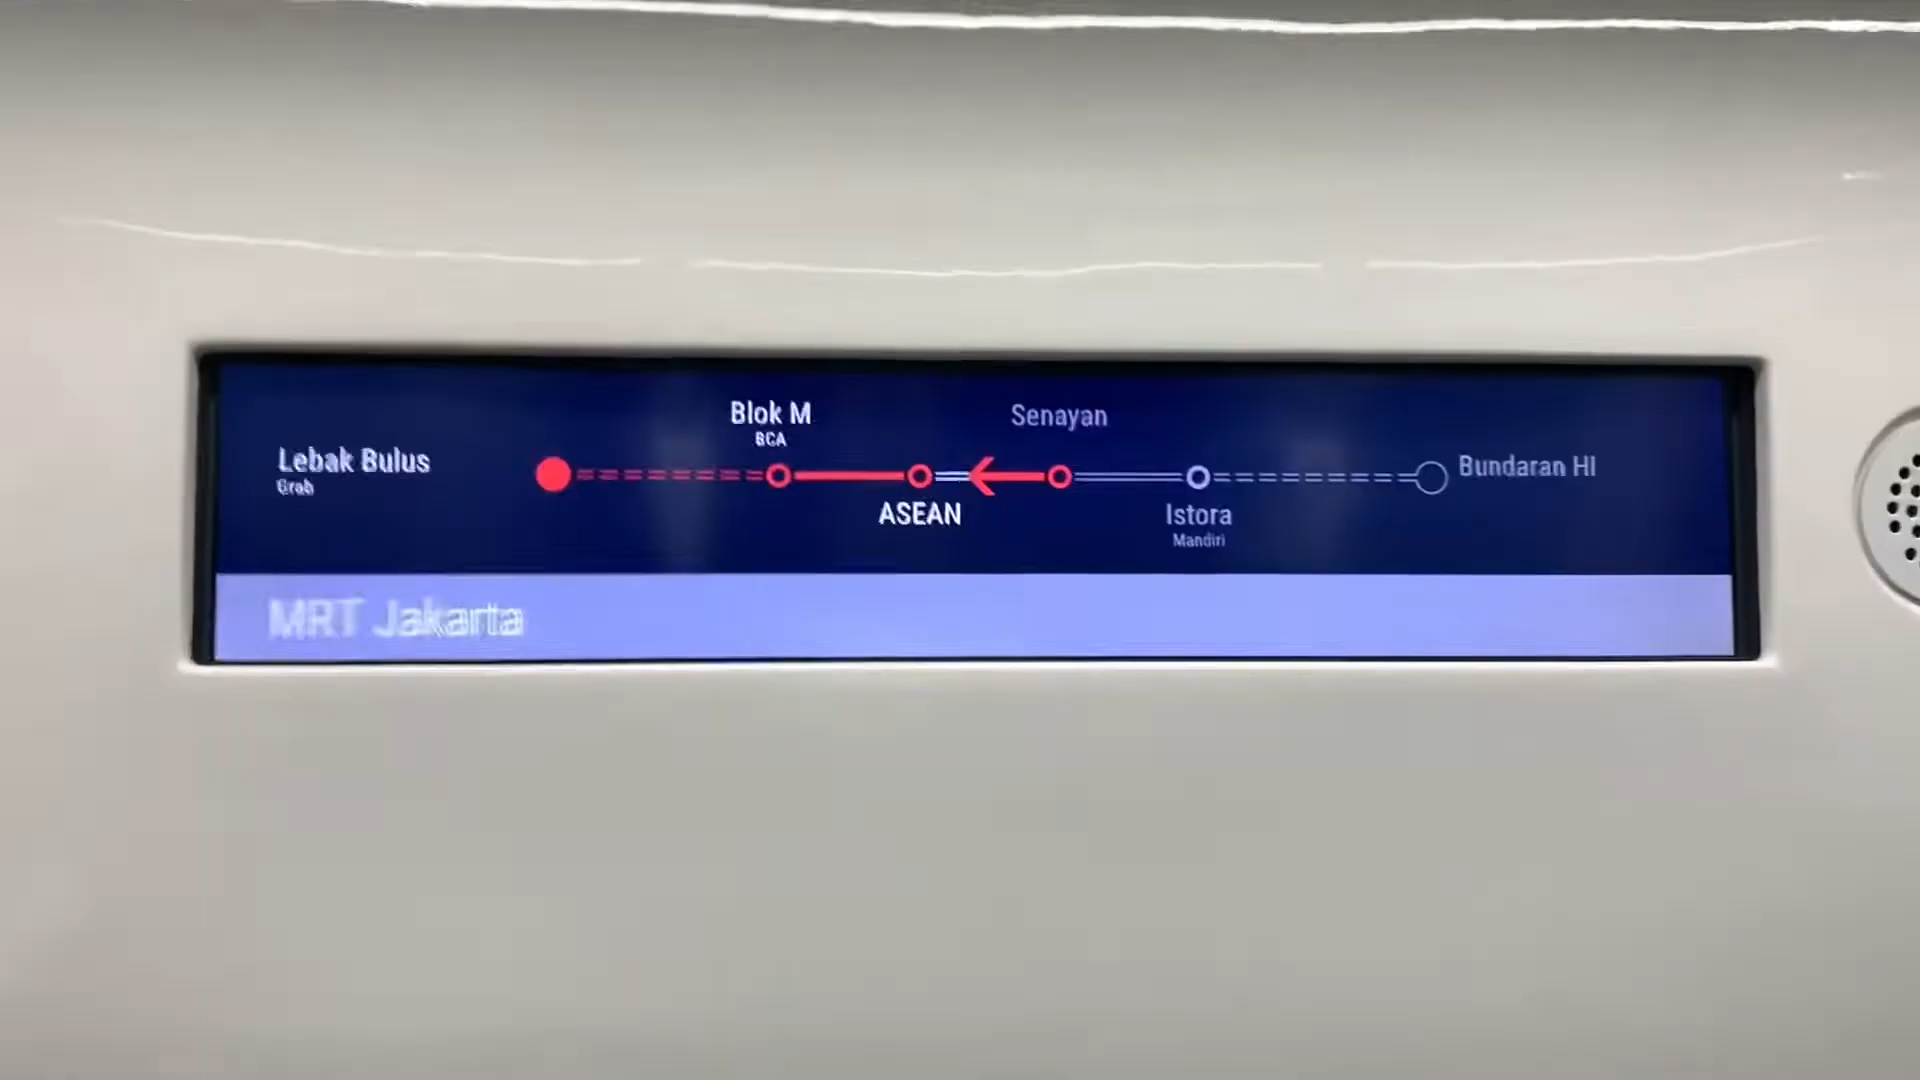 Lebak Bulus
Grab
Blok M
BCA
ASEAN
Senayan
Istora
Mandiri
Bundaran HI
MRT Jakarta